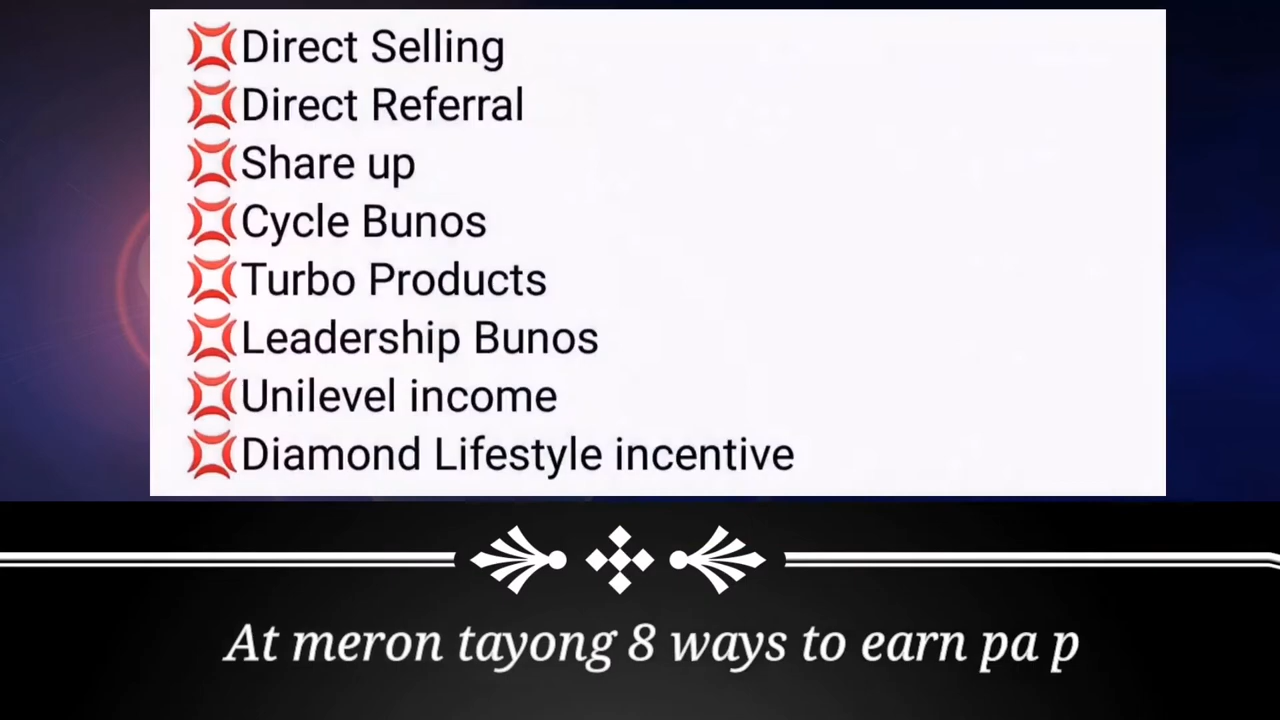 💢Direct Selling
💢Direct Referral
💢Share up
💢Cycle Bunos
💢Turbo Products
💢Leadership Bunos
💢Unilevel income
💢Diamond Lifestyle incentive
At meron tayong 8 ways to earn pa p